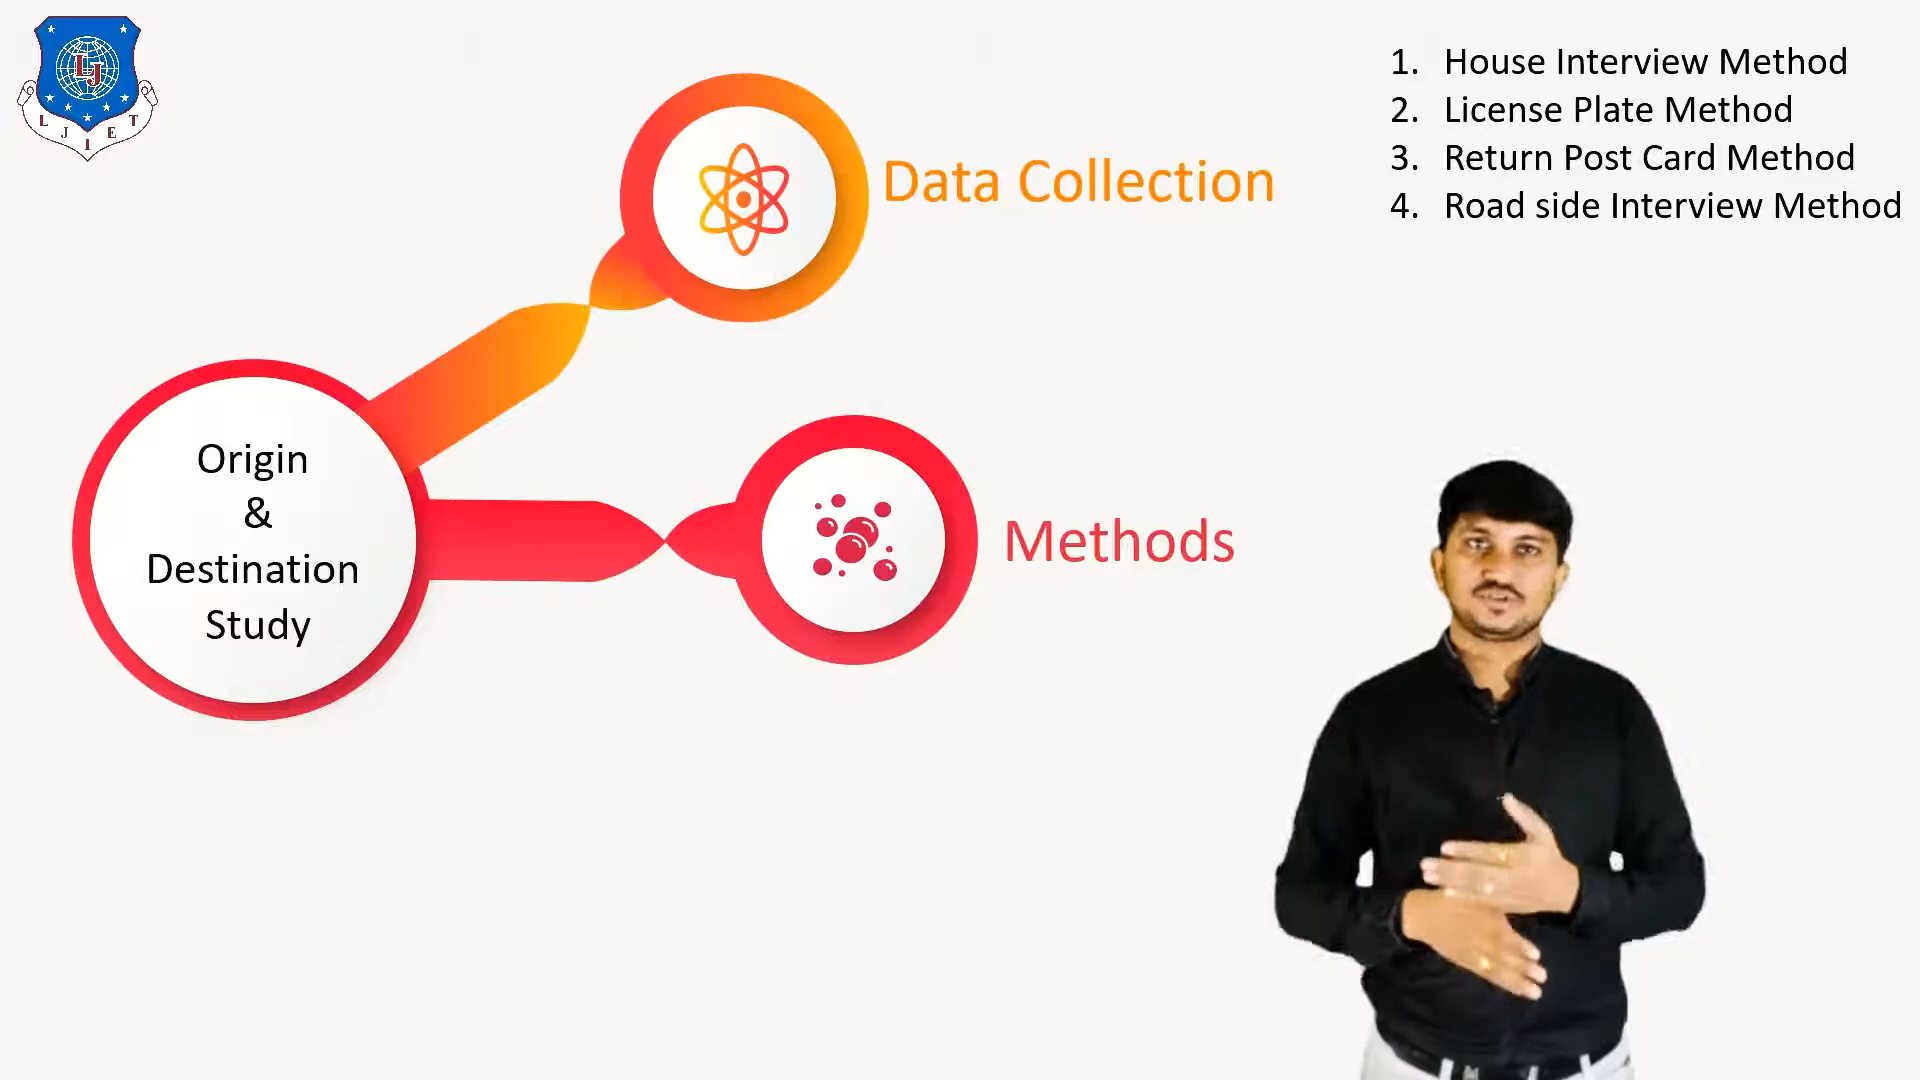 LJ
L J I E T
Origin
&
Destination
Study
Data Collection
Methods
1. House Interview Method
2. License Plate Method
3. Return Post Card Method
4. Road side Interview Method